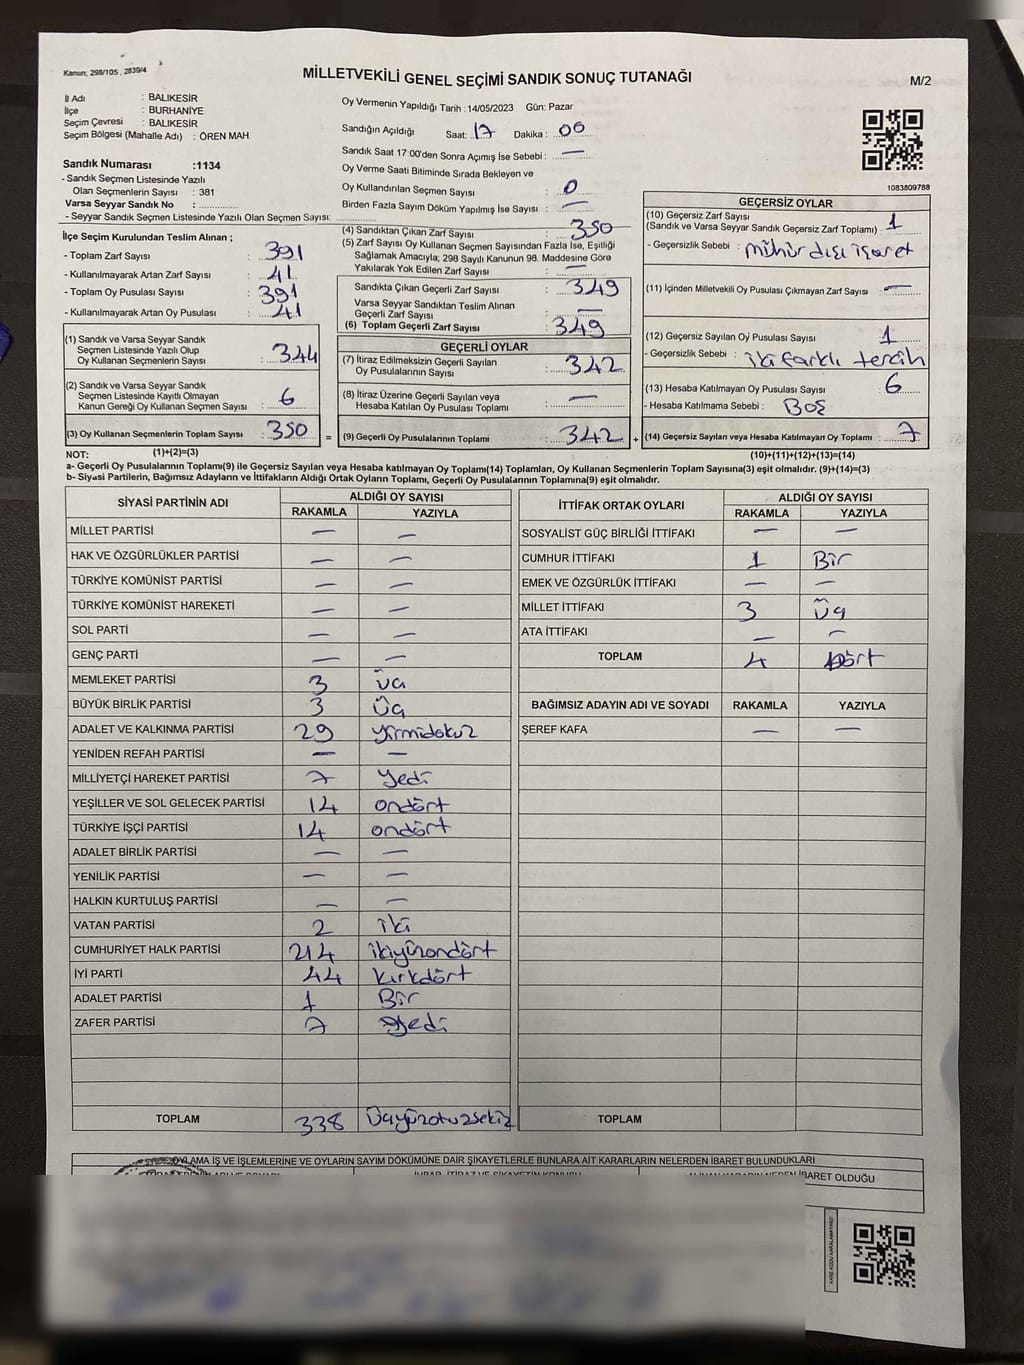 Kanun; 298/105 , 2839/4
MİLLETVEKİLİ GENEL SEÇİMİ SANDIK SONUÇ TUTANAĞI
M/2
İl Adı : BALIKESİR
İlçe : BURHANİYE
Seçim Çevresi : BALIKESİR
Seçim Bölgesi (Mahalle Adı) : ÖREN MAH.
Sandık Numarası :1134
- Sandık Seçmen Listesinde Yazılı
Olan Seçmenlerin Sayısı : 381
Varsa Seyyar Sandık No :
- Seyyar Sandık Seçmen Listesinde Yazılı Olan Seçmen Sayısı:
İlçe Seçim Kurulundan Teslim Alınan ;
- Toplam Zarf Sayısı : 391
- Kullanılmayarak Artan Zarf Sayısı : 41
- Toplam Oy Pusulası Sayısı : 391
- Kullanılmayarak Artan Oy Pusulası : 41
(1) Sandık ve Varsa Seyyar Sandık
Seçmen Listesinde Yazılı Olup
Oy Kullanan Seçmenlerin Sayısı : 344
(2) Sandık ve Varsa Seyyar Sandık
Seçmen Listesinde Kayıtlı Olmayan
Kanun Gereği Oy Kullanan Seçmen Sayısı : 6
(3) Oy Kullanan Seçmenlerin Toplam Sayısı : 350
Oy Vermenin Yapıldığı Tarih : 14/05/2023 Gün: Pazar
Sandığın Açıldığı Saat: 17 Dakika : 06
Sandık Saat 17:00'den Sonra Açımış İse Sebebi : —
Oy Verme Saati Bitiminde Sırada Bekleyen ve
Oy Kullandırılan Seçmen Sayısı : 0
Birden Fazla Sayım Döküm Yapılmış İse Sayısı : —
(4) Sandıktan Çıkan Zarf Sayısı : 350
(5) Zarf Sayısı Oy Kullanan Seçmen Sayısından Fazla İse, Eşitliği
Sağlamak Amacıyla; 298 Sayılı Kanunun 98. Maddesine Göre
Yakılarak Yok Edilen Zarf Sayısı : —
Sandıkta Çıkan Geçerli Zarf Sayısı : 349
Varsa Seyyar Sandıktan Teslim Alınan
Geçerli Zarf Sayısı : —
(6) Toplam Geçerli Zarf Sayısı : 349
GEÇERLİ OYLAR
(7) İtiraz Edilmeksizin Geçerli Sayılan
Oy Pusulalarının Sayısı : 342
(8) İtiraz Üzerine Geçerli Sayılan veya
Hesaba Katılan Oy Pusulası Toplamı : —
= (9) Geçerli Oy Pusulalarının Toplamı : 342 +
1083809788
GEÇERSİZ OYLAR
(10) Geçersiz Zarf Sayısı : 1
(Sandık ve Varsa Seyyar Sandık Geçersiz Zarf Toplamı)
- Geçersizlik Sebebi : mühür dışı işaret
(11) İçinden Milletvekili Oy Pusulası Çıkmayan Zarf Sayısı : —
(12) Geçersiz Sayılan Oy Pusulası Sayısı : 1
- Geçersizlik Sebebi : iki farklı tercih
(13) Hesaba Katılmayan Oy Pusulası Sayısı : 6
- Hesaba Katılmama Sebebi : Boş
(14) Geçersiz Sayılan veya Hesaba Katılmayan Oy Toplamı : 7
NOT: (1)+(2)=(3) (10)+(11)+(12)+(13)=(14)
a- Geçerli Oy Pusulalarının Toplamı(9) ile Geçersiz Sayılan veya Hesaba katılmayan Oy Toplamı(14) Toplamları, Oy Kullanan Seçmenlerin Toplam Sayısına(3) eşit olmalıdır. (9)+(14)=(3)
b- Siyasi Partilerin, Bağımsız Adayların ve İttifakların Aldığı Ortak Oyların Toplamı, Geçerli Oy Pusulalarının Toplamına(9) eşit olmalıdır.
SİYASİ PARTİNİN ADI ALDIĞI OY SAYISI
RAKAMLA YAZIYLA
MİLLET PARTİSİ — —
HAK VE ÖZGÜRLÜKLER PARTİSİ — —
TÜRKİYE KOMÜNİST PARTİSİ — —
TÜRKİYE KOMÜNİST HAREKETİ — —
SOL PARTİ — —
GENÇ PARTİ — —
MEMLEKET PARTİSİ 3 üç
BÜYÜK BİRLİK PARTİSİ 3 üç
ADALET VE KALKINMA PARTİSİ 29 yirmidokuz
YENİDEN REFAH PARTİSİ — —
MİLLİYETÇİ HAREKET PARTİSİ 7 Yedi
YEŞİLLER VE SOL GELECEK PARTİSİ 14 ondört
TÜRKİYE İŞÇİ PARTİSİ 14 ondört
ADALET BİRLİK PARTİSİ — —
YENİLİK PARTİSİ — —
HALKIN KURTULUŞ PARTİSİ — —
VATAN PARTİSİ 2 iki
CUMHURİYET HALK PARTİSİ 214 ikiyüzondört
İYİ PARTİ 44 kırkdört
ADALET PARTİSİ 1 Bir
ZAFER PARTİSİ 7 Yedi
TOPLAM 338 Üçyüzotuzsekiz
İTTİFAK ORTAK OYLARI ALDIĞI OY SAYISI
RAKAMLA YAZIYLA
SOSYALİST GÜÇ BİRLİĞİ İTTİFAKI — —
CUMHUR İTTİFAKI 1 Bir
EMEK VE ÖZGÜRLÜK İTTİFAKI — —
MİLLET İTTİFAKI 3 Üç
ATA İTTİFAKI — —
TOPLAM 4 Dört
BAĞIMSIZ ADAYIN ADI VE SOYADI RAKAMLA YAZIYLA
ŞEREF KAFA — —
TOPLAM
OYLAMA İŞ VE İŞLEMLERİNE VE OYLARIN SAYIM DÖKÜMÜNE DAİR ŞİKAYETLERLE BUNLARA AİT KARARLARIN NELERDEN İBARET BULUNDUKLARI
İHBAR, İTİRAZ VE ŞİKAYETİN KONUSU
ALINAN KARARIN NEDEN İBARET OLDUĞU